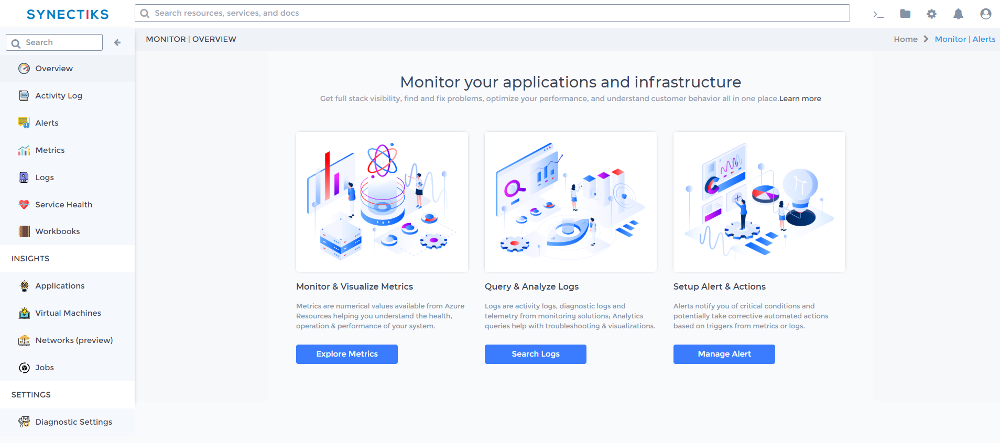 SYNECTIKS
Search resources, services, and docs
Search
MONITOR | OVERVIEW
Home
Monitor | Alerts
Overview
Activity Log
Alerts
Metrics
Logs
Service Health
Workbooks
INSIGHTS
Applications
Virtual Machines
Networks (preview)
Jobs
SETTINGS
Diagnostic Settings
Monitor your applications and infrastructure
Get full stack visibility, find and fix problems, optimize your performance, and understand customer behavior all in one place.Learn more
Monitor & Visualize Metrics
Metrics are numerical values available from Azure
Resources helping you understand the health,
operation & performance of your system.
Explore Metrics
Query & Analyze Logs
Logs are activity logs, diagnostic logs and
telemetry from monitoring solutions; Analytics
queries help with troubleshooting & visualizations.
Search Logs
Setup Alert & Actions
Alerts notify you of critical conditions and
potentially take corrective automated actions
based on triggers from metrics or logs.
Manage Alert